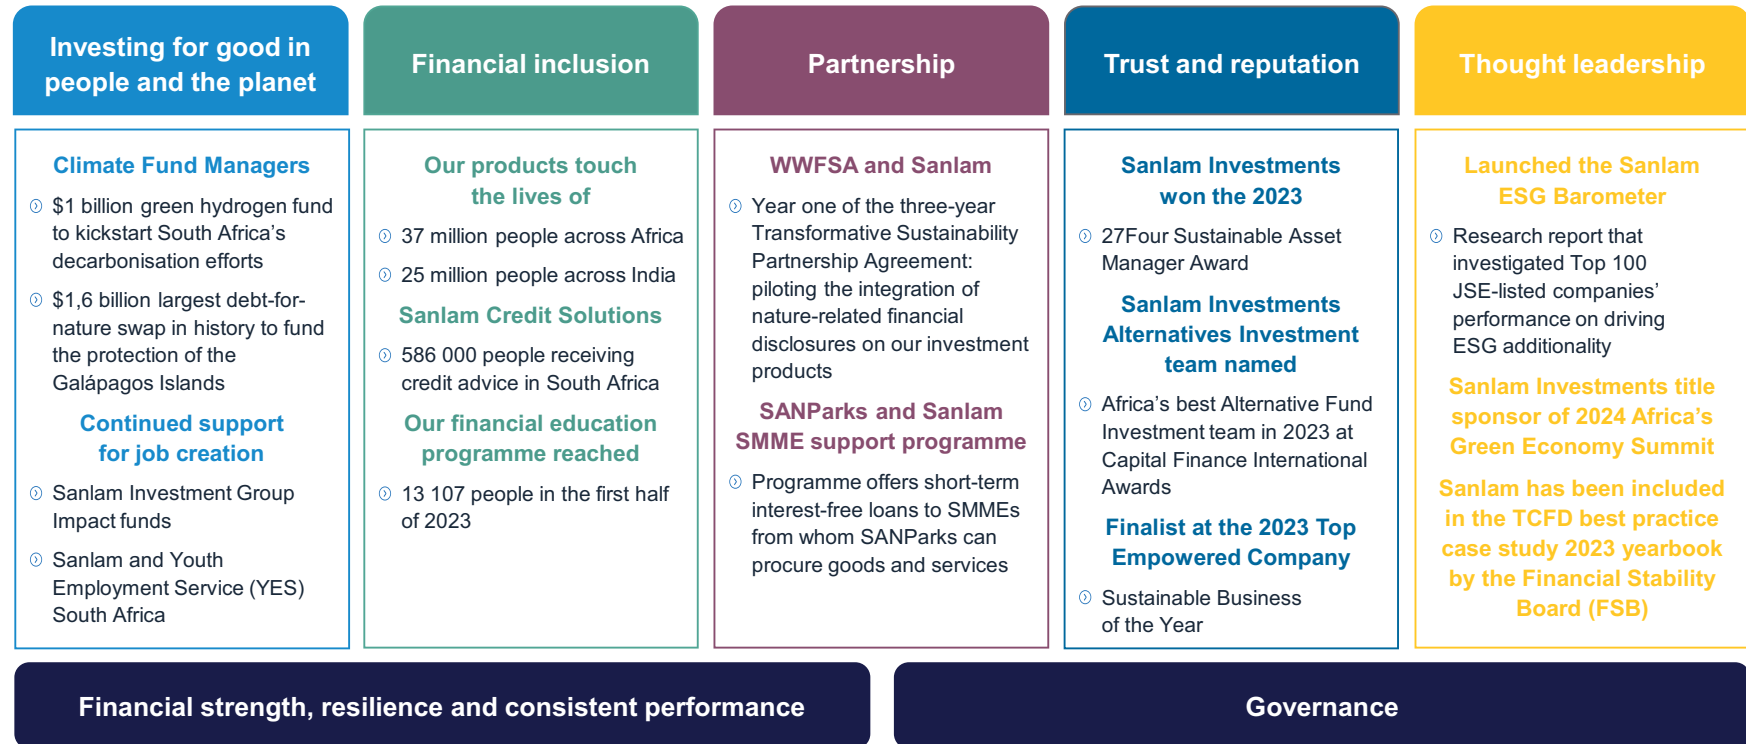 Investing for good in
people and the planet
Climate Fund Managers
$1 billion green hydrogen fund
to kickstart South Africa's
decarbonisation efforts
$1,6 billion largest debt-for-
nature swap in history to fund
the protection of the
Galápagos Islands
Continued support
for job creation
Sanlam Investment Group
Impact funds
Sanlam and Youth
Employment Service (YES)
South Africa
Financial inclusion
Our products touch
the lives of
37 million people across Africa
25 million people across India
Sanlam Credit Solutions
586 000 people receiving
credit advice in South Africa
Our financial education
programme reached
13 107 people in the first half
of 2023
Partnership
WWFSA and Sanlam
Year one of the three-year
Transformative Sustainability
Partnership Agreement:
piloting the integration of
nature-related financial
disclosures on our investment
products
SANParks and Sanlam
SMME support programme
Programme offers short-term
interest-free loans to SMMEs
from whom SANParks can
procure goods and services
Trust and reputation
Sanlam Investments
won the 2023
27Four Sustainable Asset
Manager Award
Sanlam Investments
Alternatives Investment
team named
Africa's best Alternative Fund
Investment team in 2023 at
Capital Finance International
Awards
Finalist at the 2023 Top
Empowered Company
Sustainable Business
of the Year
Thought leadership
Launched the Sanlam
ESG Barometer
Research report that
investigated Top 100
JSE-listed companies'
performance on driving
ESG additionality
Sanlam Investments title
sponsor of 2024 Africa's
Green Economy Summit
Sanlam has been included
in the TCFD best practice
case study 2023 yearbook
by the Financial Stability
Board (FSB)
Financial strength, resilience and consistent performance
Governance